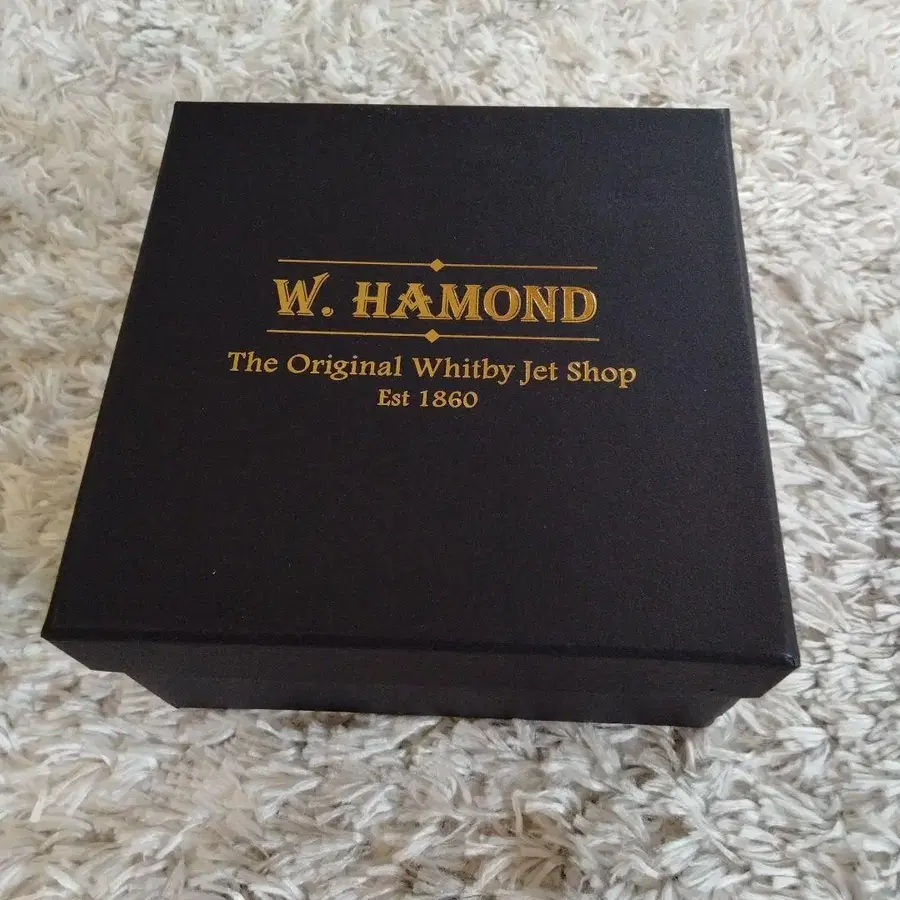 W. HAMOND
The Original Whitby Jet Shop
Est 1860